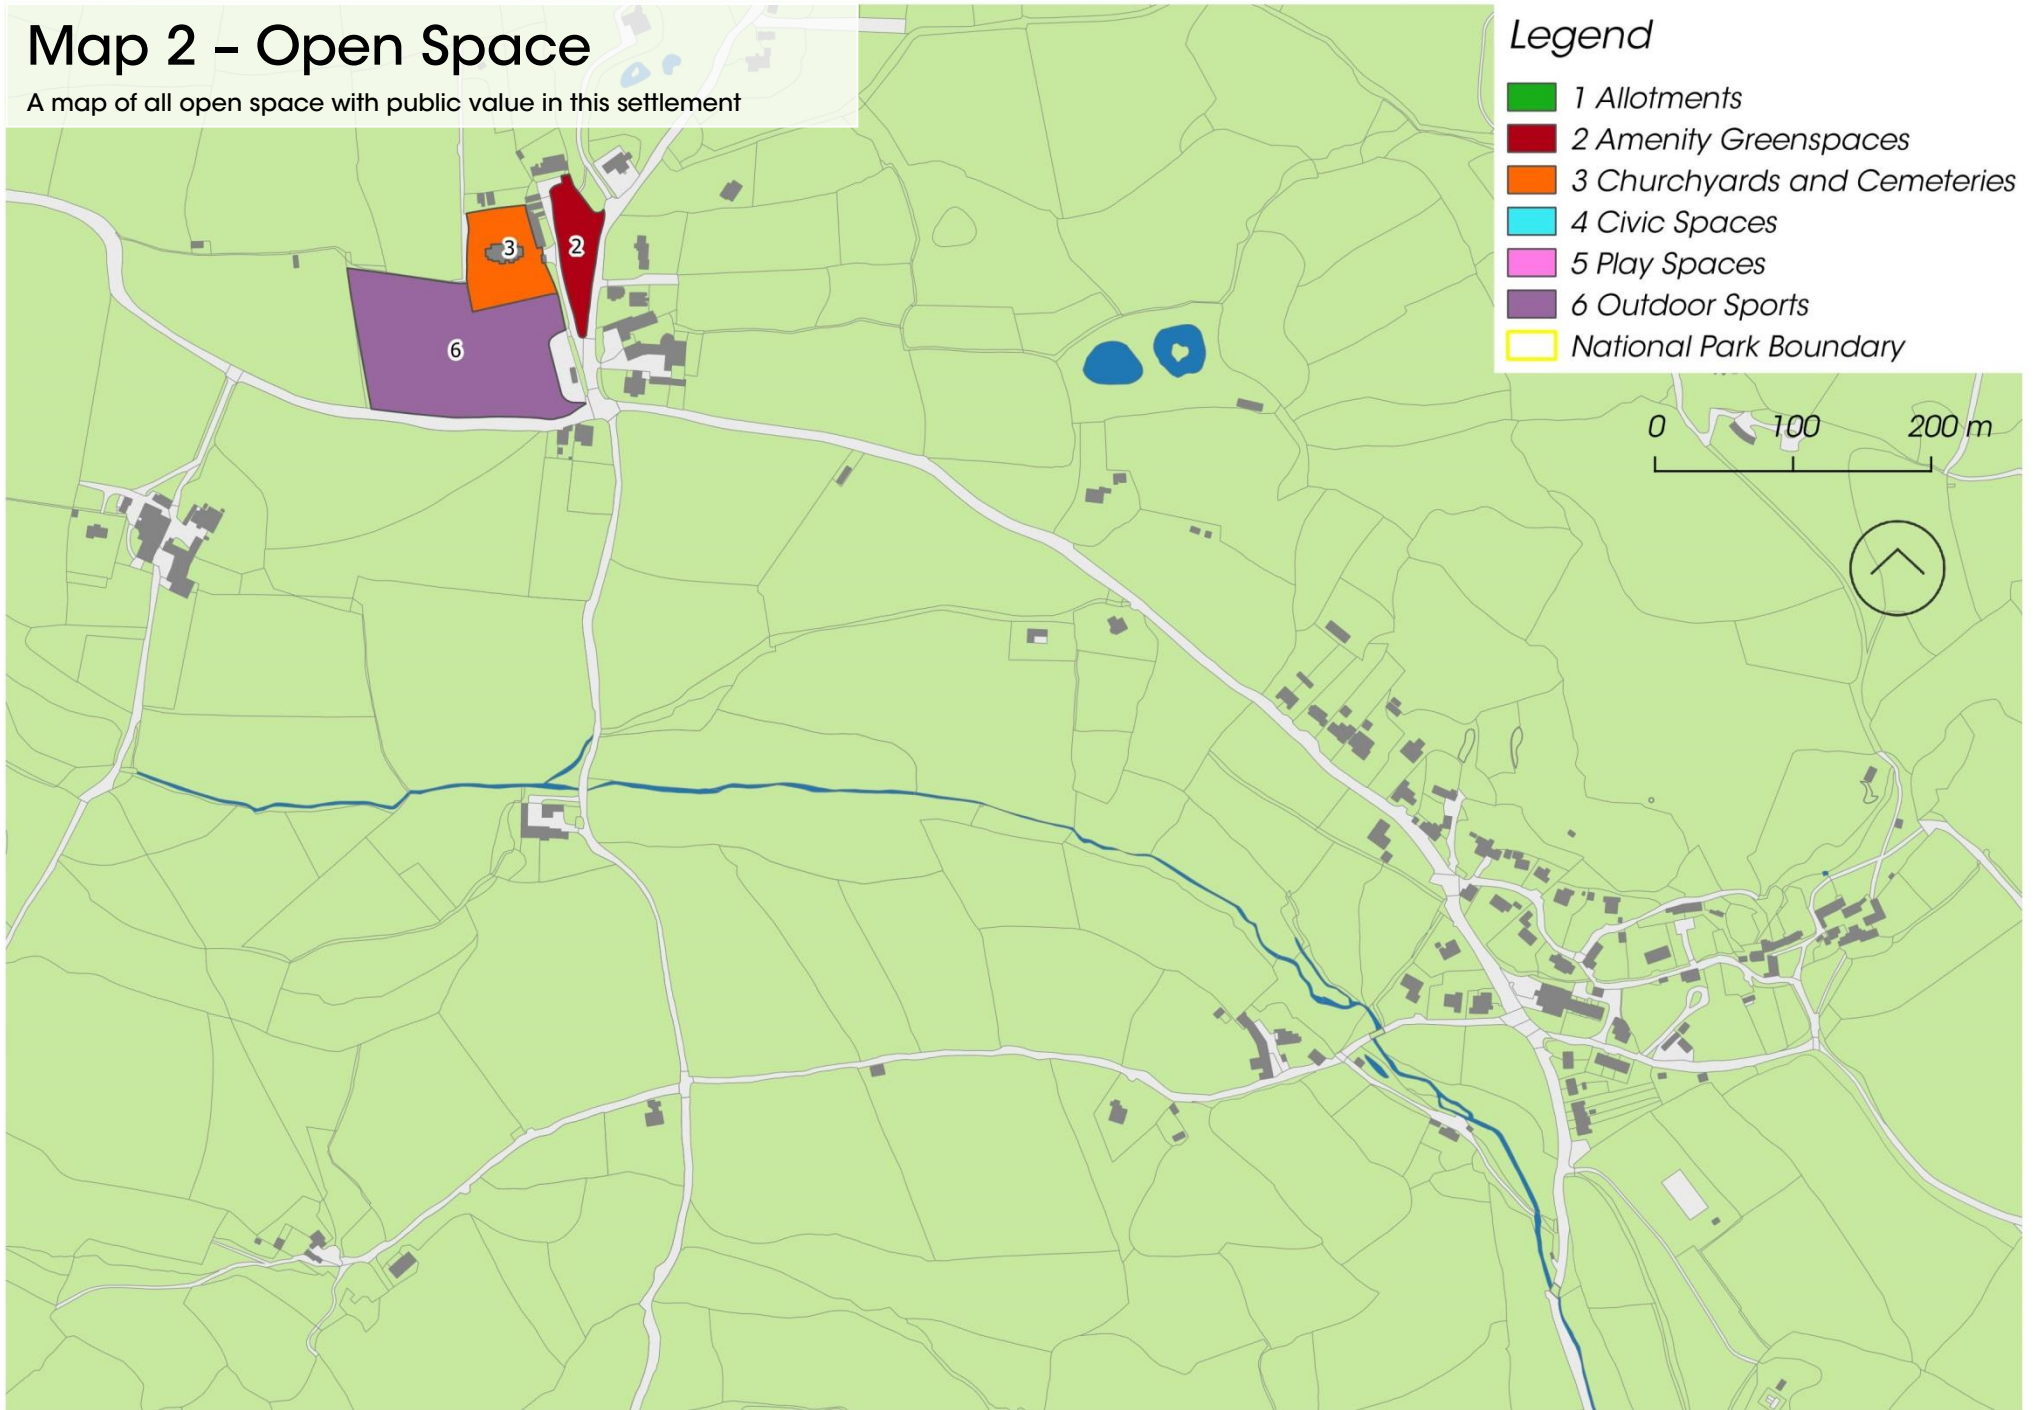 Map 2 – Open Space
A map of all open space with public value in this settlement
Legend
1 Allotments
2 Amenity Greenspaces
3 Churchyards and Cemeteries
4 Civic Spaces
5 Play Spaces
6 Outdoor Sports
National Park Boundary
0 100 200 m
3
2
6